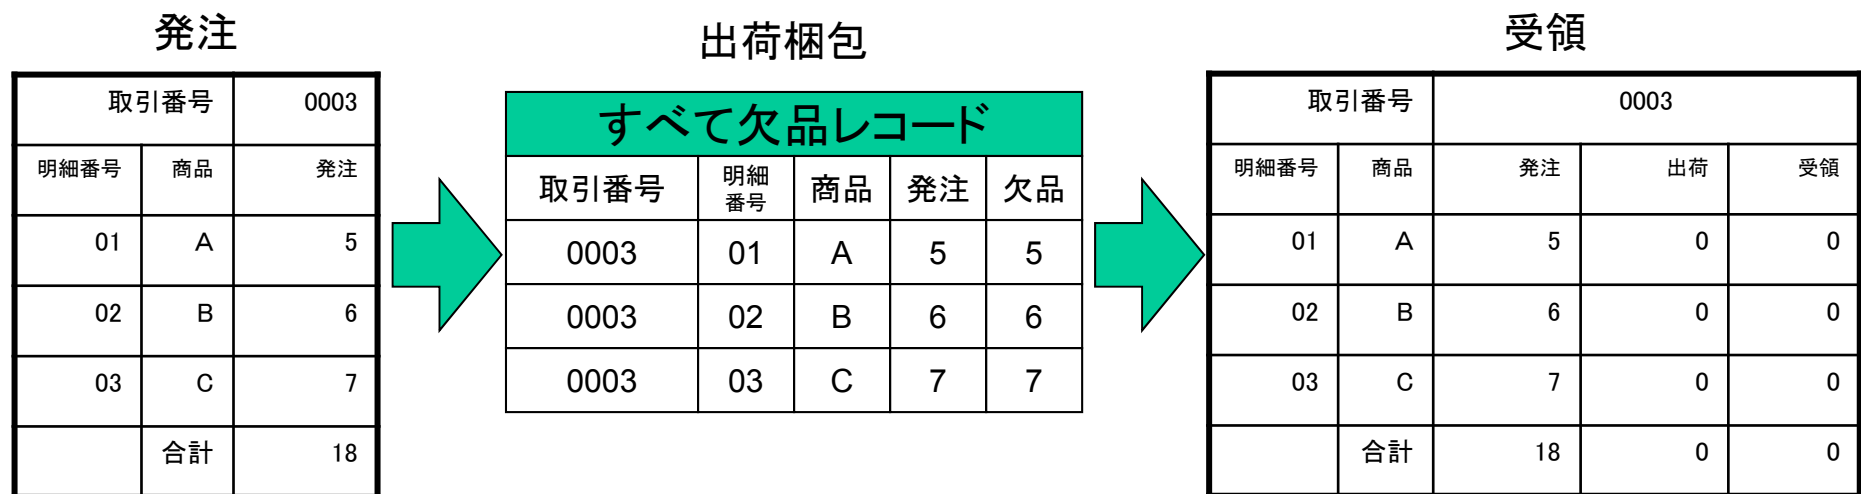 発注
取引番号 0003
明細番号 商品 発注
01 A 5
02 B 6
03 C 7
合計 18
出荷梱包
すべて欠品レコード
取引番号 明細番号 商品 発注 欠品
0003 01 A 5 5
0003 02 B 6 6
0003 03 C 7 7
受領
取引番号 0003
明細番号 商品 発注 出荷 受領
01 A 5 0 0
02 B 6 0 0
03 C 7 0 0
合計 18 0 0